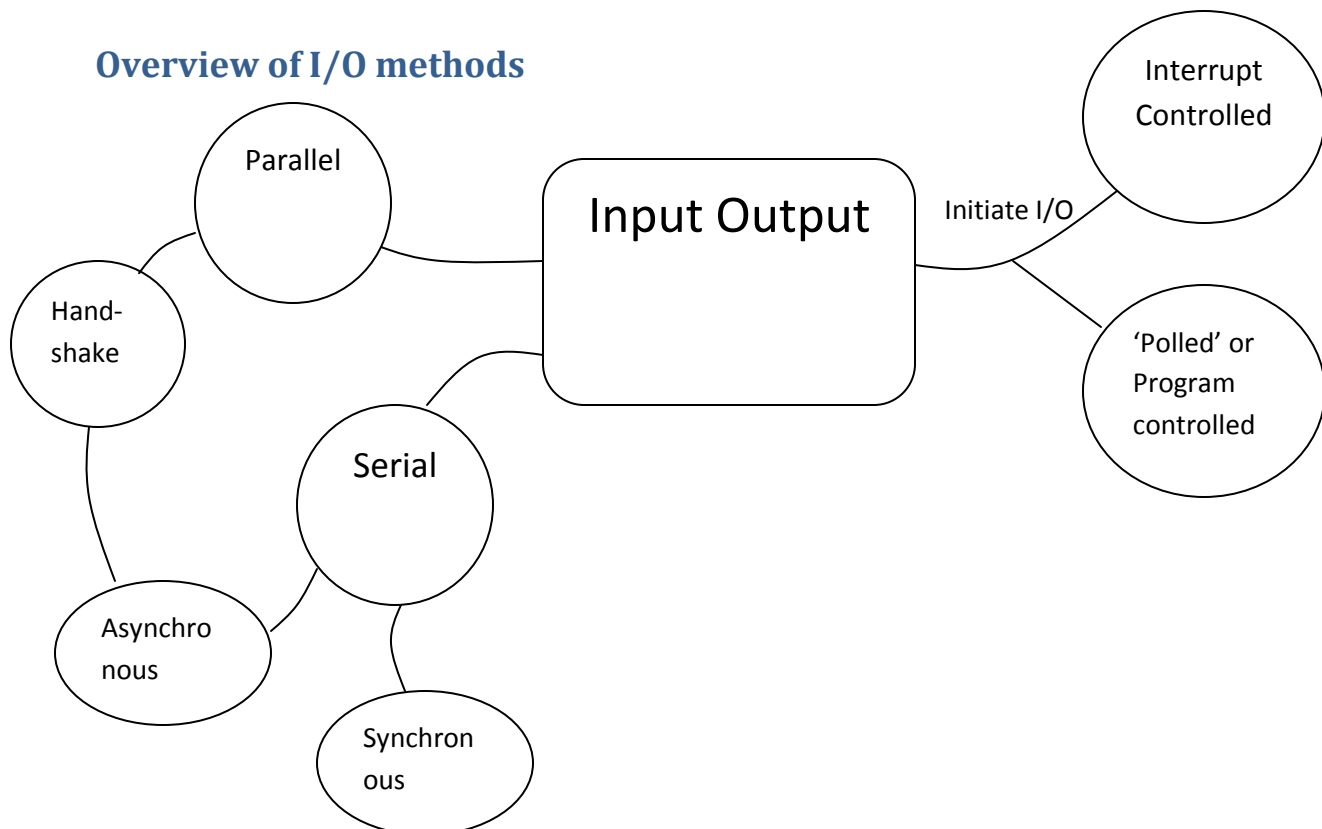 Overview of I/O methods
Interrupt
Controlled
Parallel
Input Output
Initiate I/O
Hand-
shake
‘Polled’ or
Program
controlled
Serial
Asynchro
nous
Synchron
ous